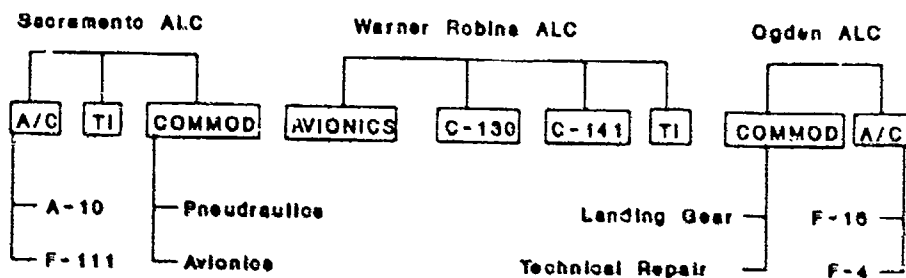 Sacramento ALC
Warner Robins ALC
Ogden ALC
A/C TI COMMOD AVIONICS C-130 C-141 TI COMMOD A/C
A-10 Pneudraulics Landing Gear F-16
F-111 Avionics Technical Repair F-4